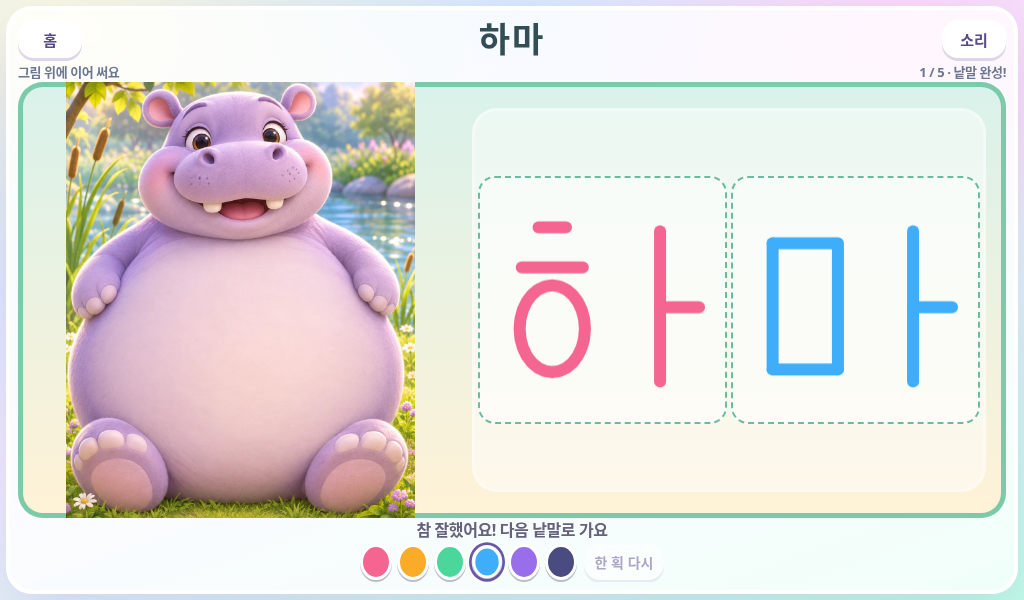 홈
하마
소리
그림 위에 이어 써요
1 / 5 · 낱말 완성!
하마
참 잘했어요! 다음 낱말로 가요
한 획 다시